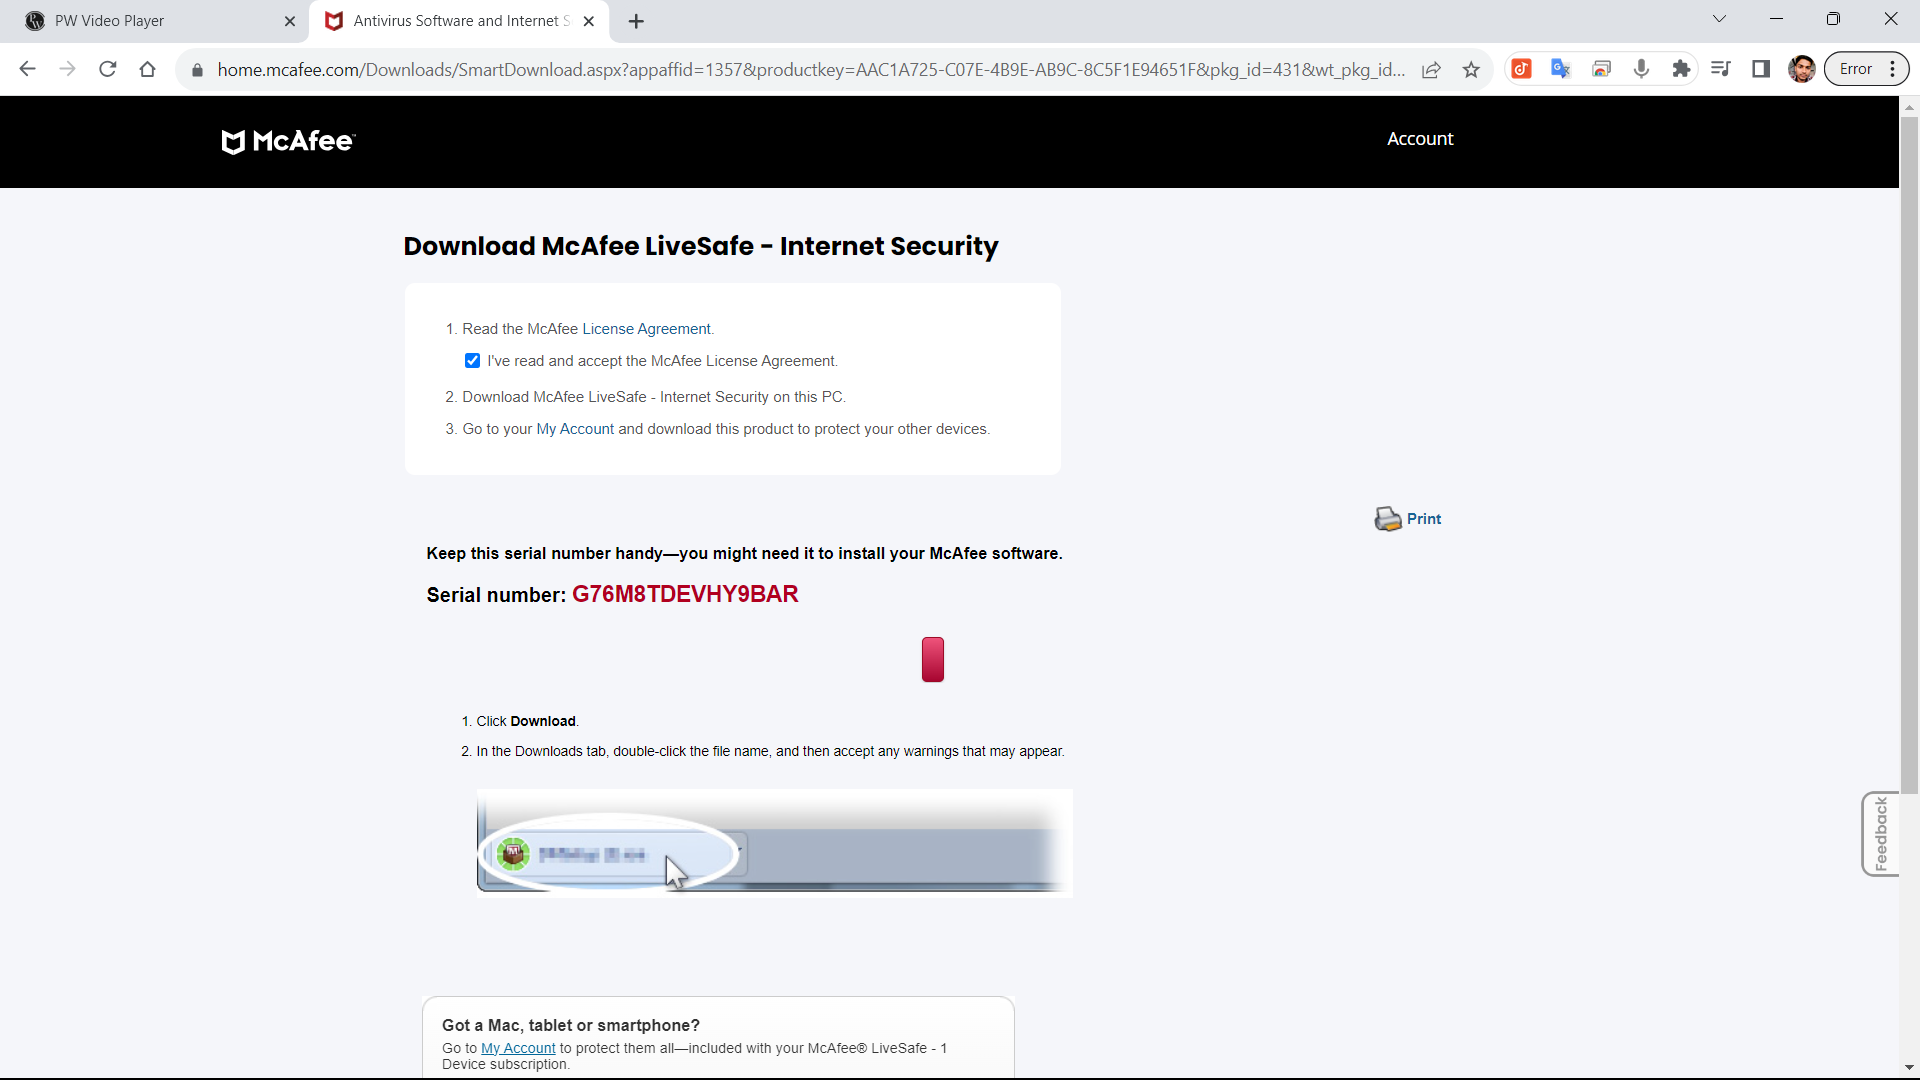 PW Video Player
Antivirus Software and Internet S
home.mcafee.com/Downloads/SmartDownload.aspx?appaffid=1357&productkey=AAC1A725-C07E-4B9E-AB9C-8C5F1E94651F&pkg_id=431&wt_pkg_id...
Error
McAfee
Account
Download McAfee LiveSafe - Internet Security
1. Read the McAfee License Agreement.
I've read and accept the McAfee License Agreement.
2. Download McAfee LiveSafe - Internet Security on this PC.
3. Go to your My Account and download this product to protect your other devices.
Print
Keep this serial number handy—you might need it to install your McAfee software.
Serial number: G76M8TDEVHY9BAR
1. Click Download.
2. In the Downloads tab, double-click the file name, and then accept any warnings that may appear.
Feedback
Got a Mac, tablet or smartphone?
Go to My Account to protect them all—included with your McAfee® LiveSafe - 1
Device subscription.